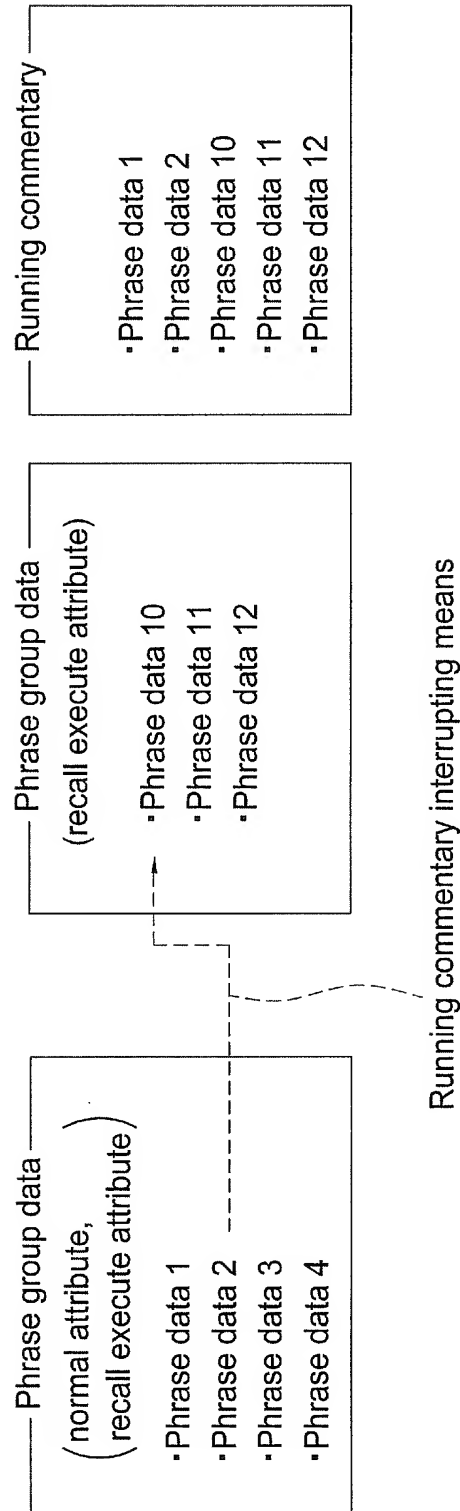 Phrase group data
(normal attribute,
recall execute attribute)
▪Phrase data 1
▪Phrase data 2
▪Phrase data 3
▪Phrase data 4
Phrase group data
(recall execute attribute)
▪Phrase data 10
▪Phrase data 11
▪Phrase data 12
Running commentary
▪Phrase data 1
▪Phrase data 2
▪Phrase data 10
▪Phrase data 11
▪Phrase data 12
Running commentary interrupting means